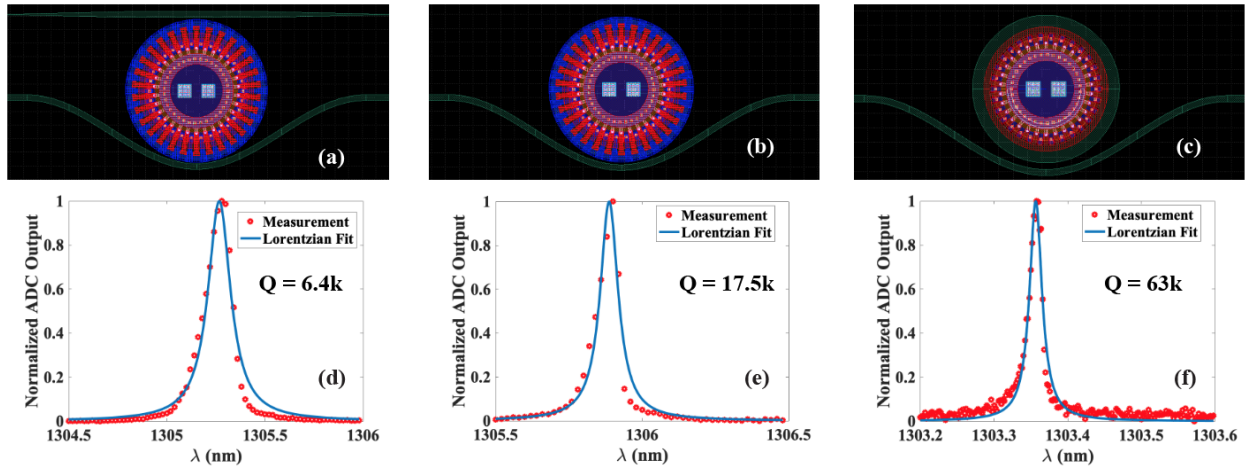 (a)
(b)
(c)
Normalized ADC Output
1
0.8
0.6
0.4
0.2
0
Measurement
Lorentzian Fit
Q = 6.4k
(d)
1304.5
1305
1305.5
1306
λ (nm)
Normalized ADC Output
1
0.8
0.6
0.4
0.2
0
Measurement
Lorentzian Fit
Q = 17.5k
(e)
1305.5
1306
1306.5
λ (nm)
Normalized ADC Output
1
0.8
0.6
0.4
0.2
0
Measurement
Lorentzian Fit
Q = 63k
(f)
1303.2
1303.3
1303.4
1303.5
1303.6
λ (nm)